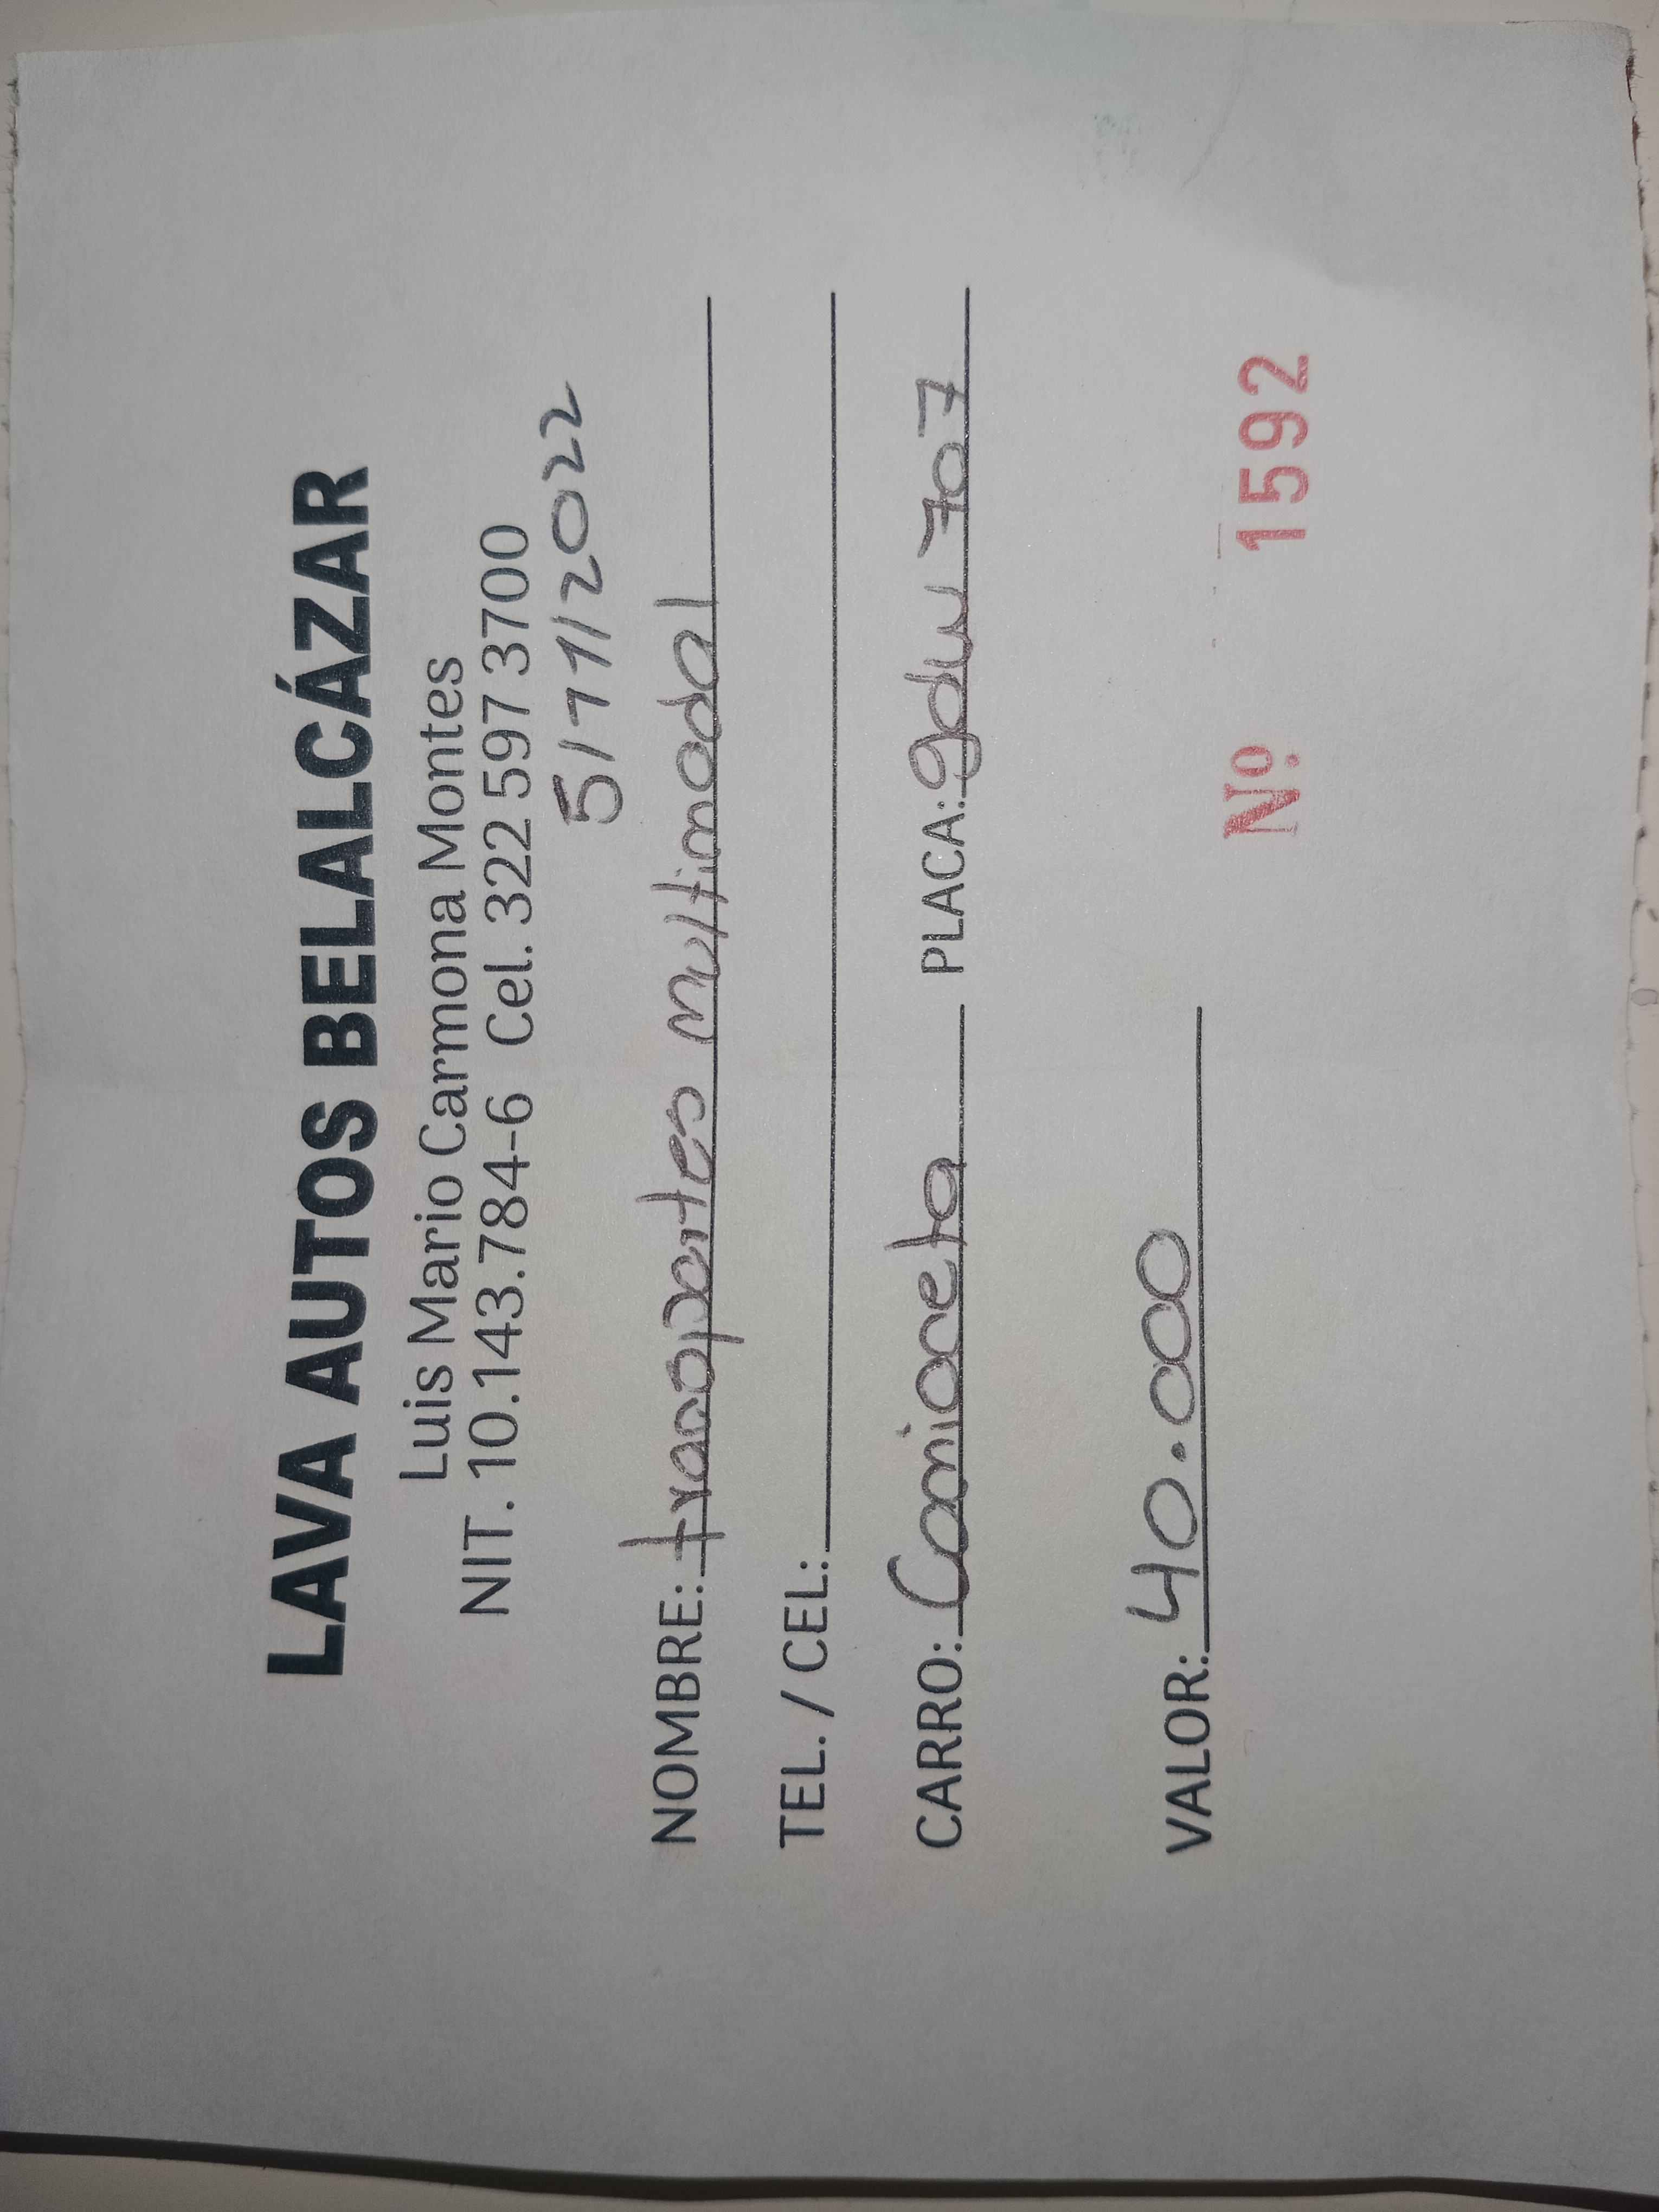 LAVA AUTOS BELALCÁZAR
Luis Mario Carmona Montes
NIT. 10.143.784-6 Cel. 322 597 3700
5/11/2022
NOMBRE: transportes multimodal
TEL. / CEL:
CARRO: Camioneta PLACA: gdw 707
VALOR: 40.000
Nº 1592